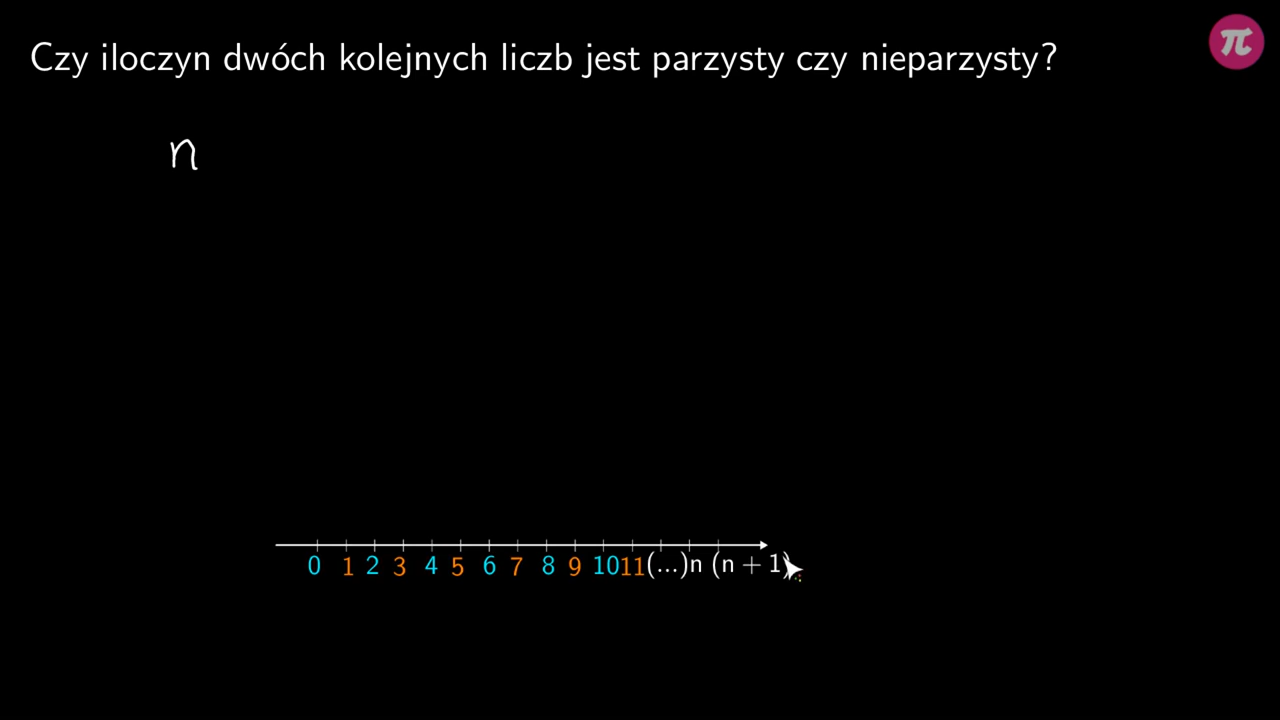 Czy iloczyn dwóch kolejnych liczb jest parzysty czy nieparzysty?
π
n
0 1 2 3 4 5 6 7 8 9 10 11 (...) n (n + 1)